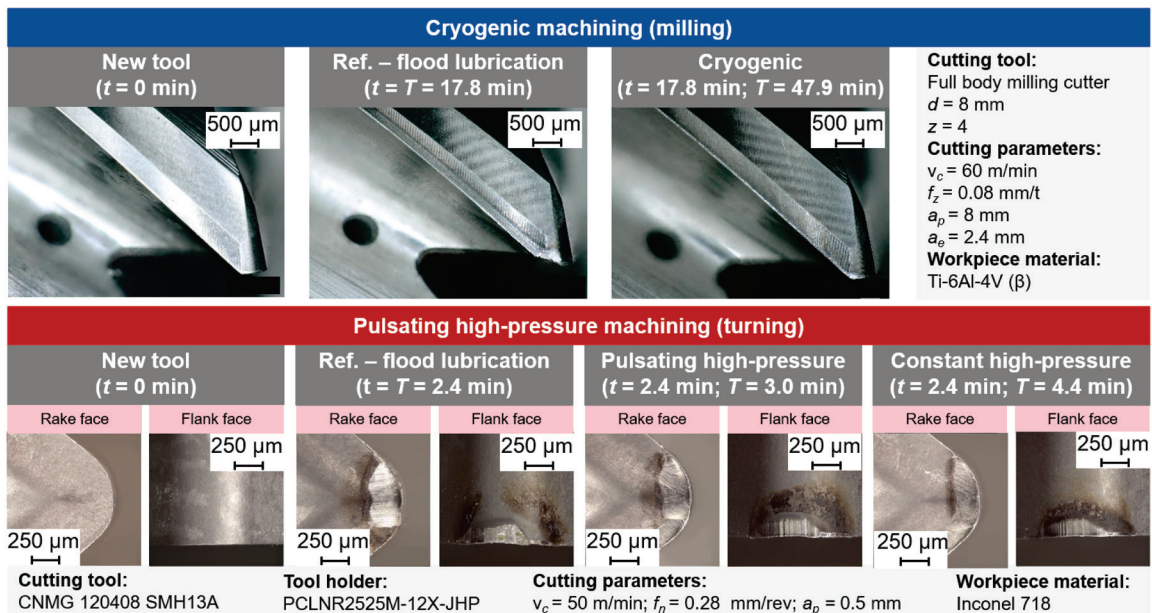 Cryogenic machining (milling)
New tool
(t = 0 min)
Ref. – flood lubrication
(t = T = 17.8 min)
Cryogenic
(t = 17.8 min; T = 47.9 min)
500 µm
500 µm
500 µm
Cutting tool:
Full body milling cutter
d = 8 mm
z = 4
Cutting parameters:
v_c = 60 m/min
f_z = 0.08 mm/t
a_p = 8 mm
a_e = 2.4 mm
Workpiece material:
Ti-6Al-4V (β)
Pulsating high-pressure machining (turning)
New tool
(t = 0 min)
Ref. – flood lubrication
(t = T = 2.4 min)
Pulsating high-pressure
(t = 2.4 min; T = 3.0 min)
Constant high-pressure
(t = 2.4 min; T = 4.4 min)
Rake face
Flank face
Rake face
Flank face
Rake face
Flank face
Rake face
Flank face
250 µm
250 µm
250 µm
250 µm
250 µm
250 µm
250 µm
250 µm
Cutting tool:
CNMG 120408 SMH13A
Tool holder:
PCLNR2525M-12X-JHP
Cutting parameters:
v_c = 50 m/min; f_n = 0.28 mm/rev; a_p = 0.5 mm
Workpiece material:
Inconel 718